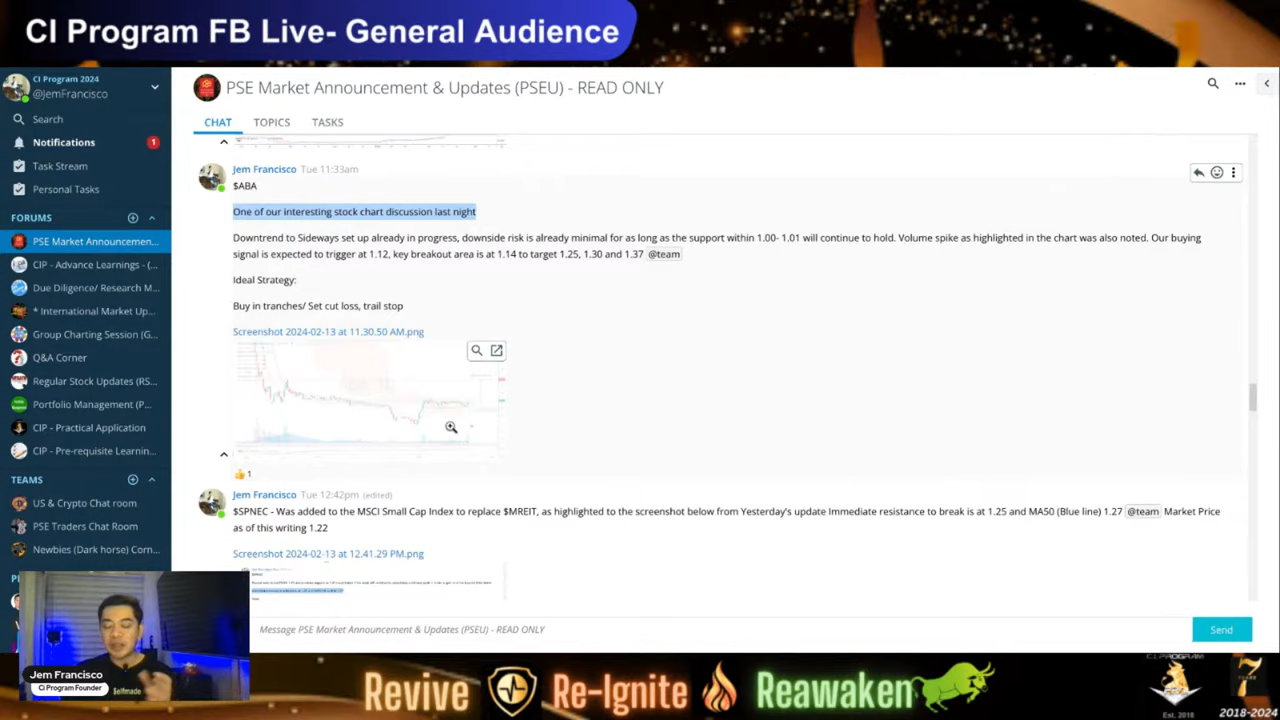 CI Program FB Live- General Audience
CI Program 2024
@JemFrancisco
Search
Notifications
1
Task Stream
Personal Tasks
FORUMS
PSE Market Announcemen...
CIP - Advance Learnings - (...
Due Diligence/ Research M...
* International Market Up...
Group Charting Session (G...
Q&A Corner
Regular Stock Updates (RS...
Portfolio Management (P...
CIP - Practical Application
CIP - Pre-requisite Learnin...
TEAMS
US & Crypto Chat room
PSE Traders Chat Room
Newbies (Dark horse) Corn...
PSE Market Announcement & Updates (PSEU) - READ ONLY
CHAT
TOPICS
TASKS
Jem Francisco Tue 11:33am
$ABA
One of our interesting stock chart discussion last night
Downtrend to Sideways set up already in progress, downside risk is already minimal for as long as the support within 1.00- 1.01 will continue to hold. Volume spike as highlighted in the chart was also noted. Our buying
signal is expected to trigger at 1.12, key breakout area is at 1.14 to target 1.25, 1.30 and 1.37 @team
Ideal Strategy:
Buy in tranches/ Set cut loss, trail stop
Screenshot 2024-02-13 at 11.30.50 AM.png
1
Jem Francisco Tue 12:42pm (edited)
$SPNEC - Was added to the MSCI Small Cap Index to replace $MREIT, as highlighted to the screenshot below from Yesterday's update Immediate resistance to break is at 1.25 and MA50 (Blue line) 1.27 @team Market Price
as of this writing 1.22
Screenshot 2024-02-13 at 12.41.29 PM.png
Message PSE Market Announcement & Updates (PSEU) - READ ONLY
Send
Selfmade
Jem Francisco
Ci Program Founder
Revive
Re-Ignite
Reawaken
C.I PROGRAM
Est. 2018
7
YEARS
2018-2024